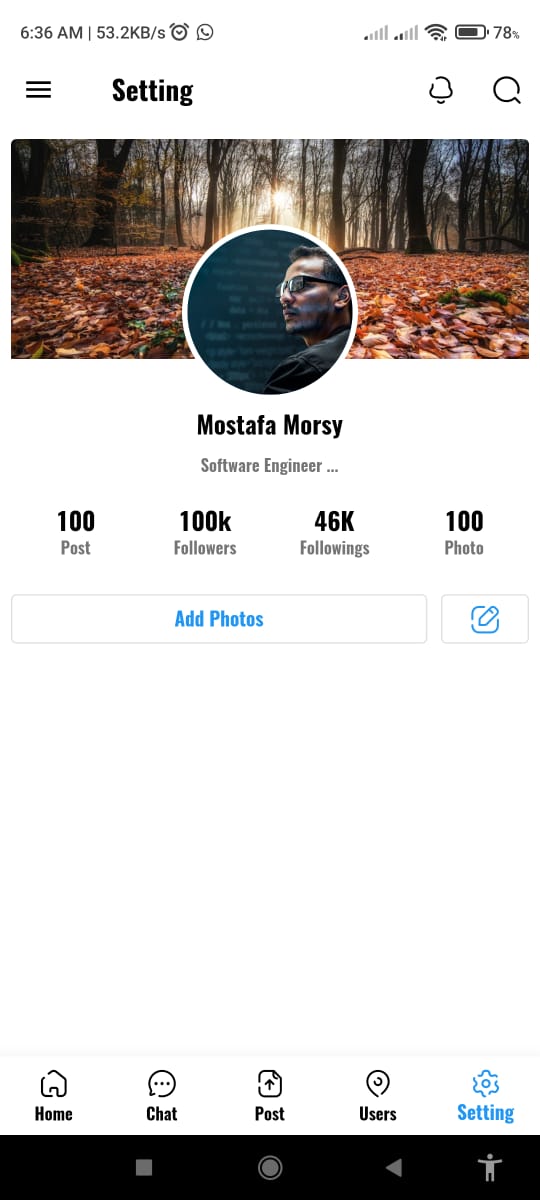 6:36 AM | 53.2KB/s
78%
Setting
Mostafa Morsy
Software Engineer ...
100 100k 46K 100
Post Followers Followings Photo
Add Photos
Home Chat Post Users Setting